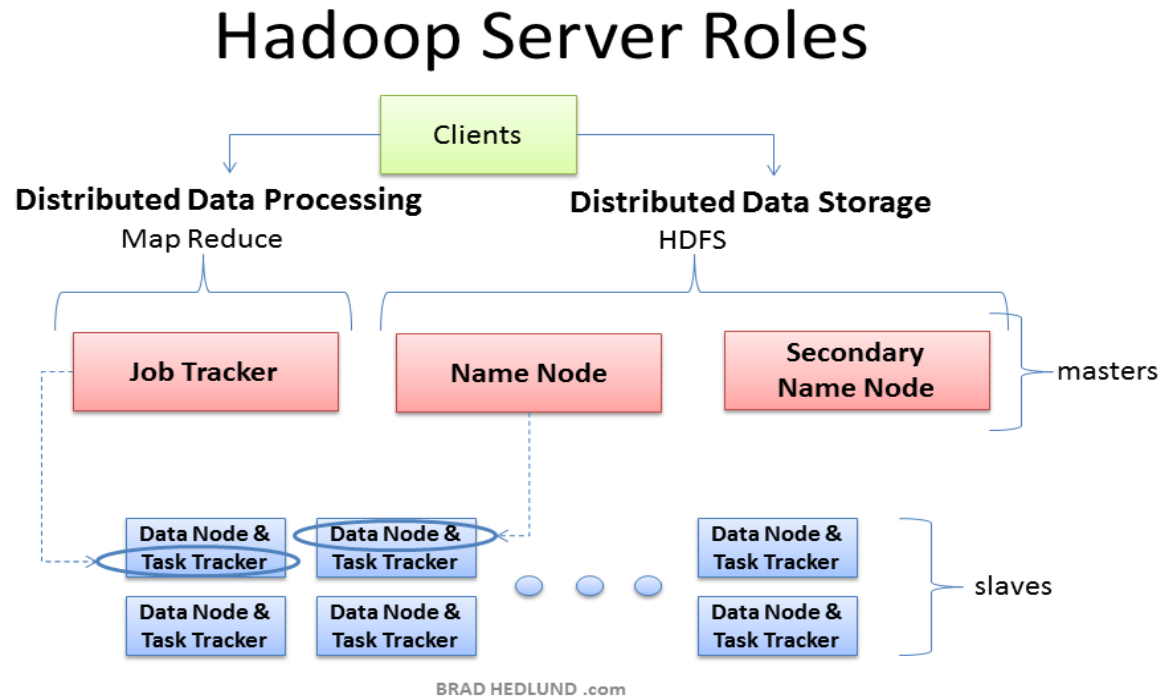 Hadoop Server Roles
Clients
Distributed Data Processing
Map Reduce
Distributed Data Storage
HDFS
Job Tracker
Name Node
Secondary
Name Node
masters
Data Node &
Task Tracker
Data Node &
Task Tracker
Data Node &
Task Tracker
slaves
Data Node &
Task Tracker
Data Node &
Task Tracker
Data Node &
Task Tracker
BRAD HEDLUND .com